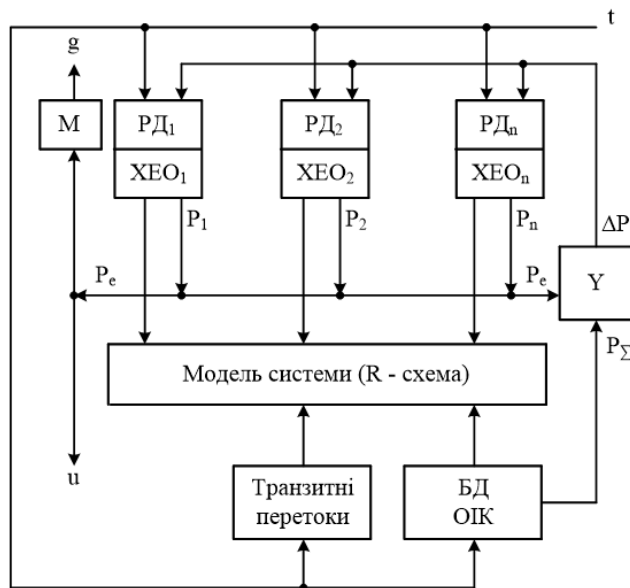 t
g
М
РД₁
РД₂
РДₙ
ХЕО₁
ХЕО₂
ХЕОₙ
P₁
P₂
Pₙ
ΔP
Pₑ
Pₑ
Y
P∑
Модель системи (R - схема)
u
Транзитні
перетоки
БД
ОІК